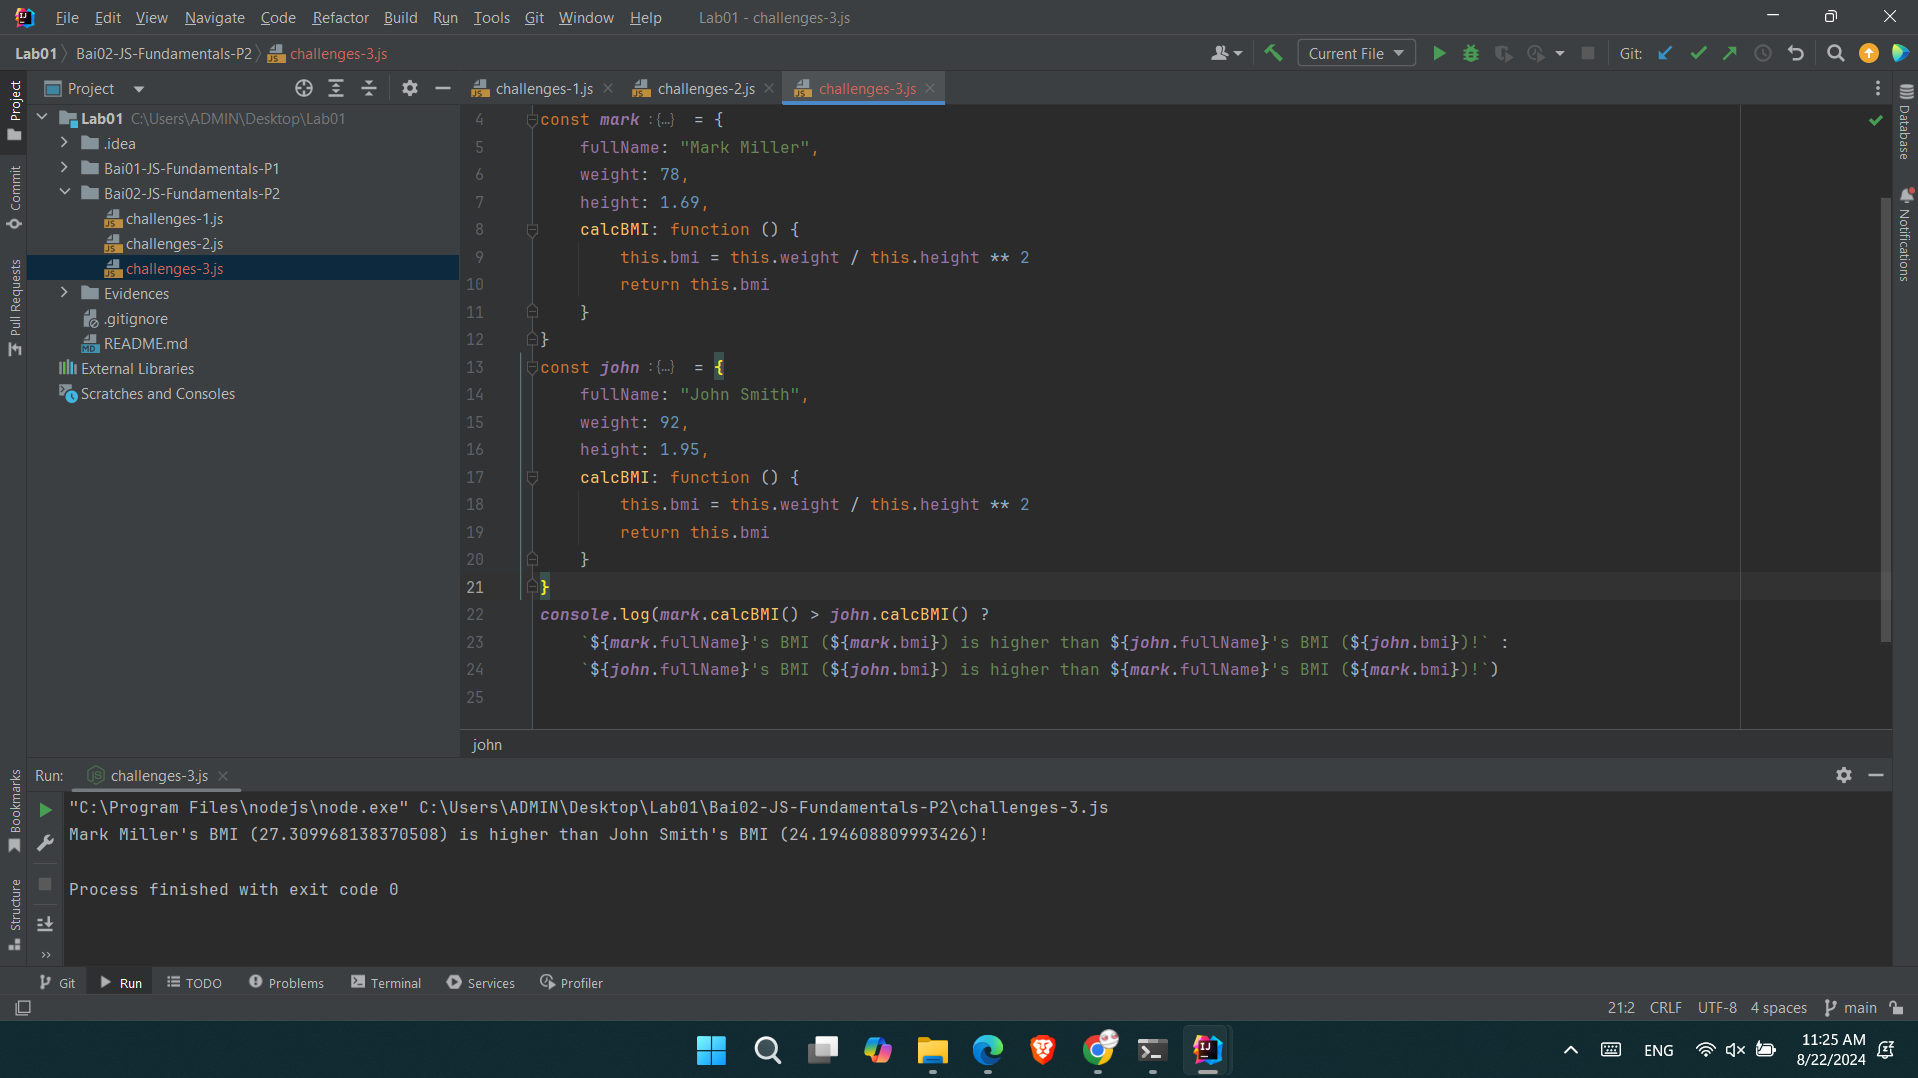 File Edit View Navigate Code Refactor Build Run Tools Git Window Help Lab01 - challenges-3.js
Lab01 Bai02-JS-Fundamentals-P2 challenges-3.js Current File Git:
Project
Project
Commit
Pull Requests
Lab01 C:\Users\ADMIN\Desktop\Lab01
.idea
Bai01-JS-Fundamentals-P1
Bai02-JS-Fundamentals-P2
challenges-1.js
challenges-2.js
challenges-3.js
Evidences
.gitignore
README.md
External Libraries
Scratches and Consoles
challenges-1.js challenges-2.js challenges-3.js
4 const mark : {...} = {
5 fullName: "Mark Miller",
6 weight: 78,
7 height: 1.69,
8 calcBMI: function () {
9 this.bmi = this.weight / this.height ** 2
10 return this.bmi
11 }
12 }
13 const john : {...} = {
14 fullName: "John Smith",
15 weight: 92,
16 height: 1.95,
17 calcBMI: function () {
18 this.bmi = this.weight / this.height ** 2
19 return this.bmi
20 }
21 }
22 console.log(mark.calcBMI() > john.calcBMI() ?
23 `${mark.fullName}'s BMI (${mark.bmi}) is higher than ${john.fullName}'s BMI (${john.bmi})!` :
24 `${john.fullName}'s BMI (${john.bmi}) is higher than ${mark.fullName}'s BMI (${mark.bmi})!`)
25
john
Database
Notifications
Run: challenges-3.js
Bookmarks
Structure
"C:\Program Files\nodejs\node.exe" C:\Users\ADMIN\Desktop\Lab01\Bai02-JS-Fundamentals-P2\challenges-3.js
Mark Miller's BMI (27.309968138370508) is higher than John Smith's BMI (24.194608809993426)!
Process finished with exit code 0
Git Run TODO Problems Terminal Services Profiler
21:2 CRLF UTF-8 4 spaces main
ENG
11:25 AM
8/22/2024